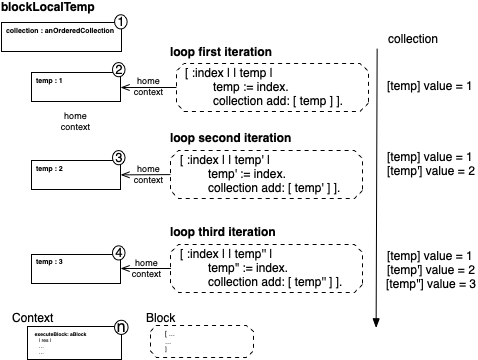 blockLocalTemp
1
collection : anOrderedCollection
collection
loop first iteration
2
[ :index | | temp |
temp := index.
collection add: [ temp ] ].
temp : 1
home
context
[temp] value = 1
home
context
loop second iteration
3
[ :index | | temp' |
temp' := index.
collection add: [ temp' ] ].
temp : 2
home
context
[temp] value = 1
[temp'] value = 2
loop third iteration
4
[ :index | | temp'' |
temp'' := index.
collection add: [ temp'' ] ].
temp : 3
home
context
[temp] value = 1
[temp'] value = 2
[temp''] value = 3
Context
n
Block
executeBlock: aBlock
| res |
...
...
[ ...
...
]